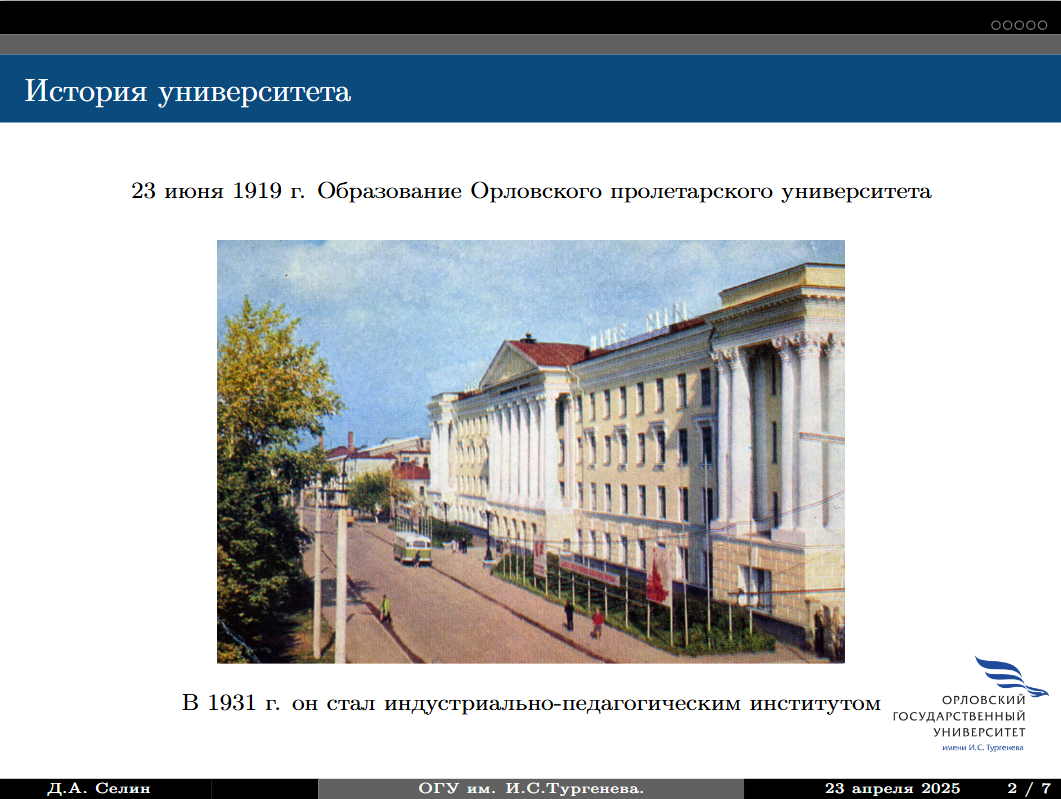 История университета
23 июня 1919 г. Образование Орловского пролетарского университета
В 1931 г. он стал индустриально-педагогическим институтом
ОРЛОВСКИЙ
ГОСУДАРСТВЕННЫЙ
УНИВЕРСИТЕТ
имени И.С. Тургенева
Д.А. Селин ОГУ им. И.С.Тургенева. 23 апреля 2025 2 / 7